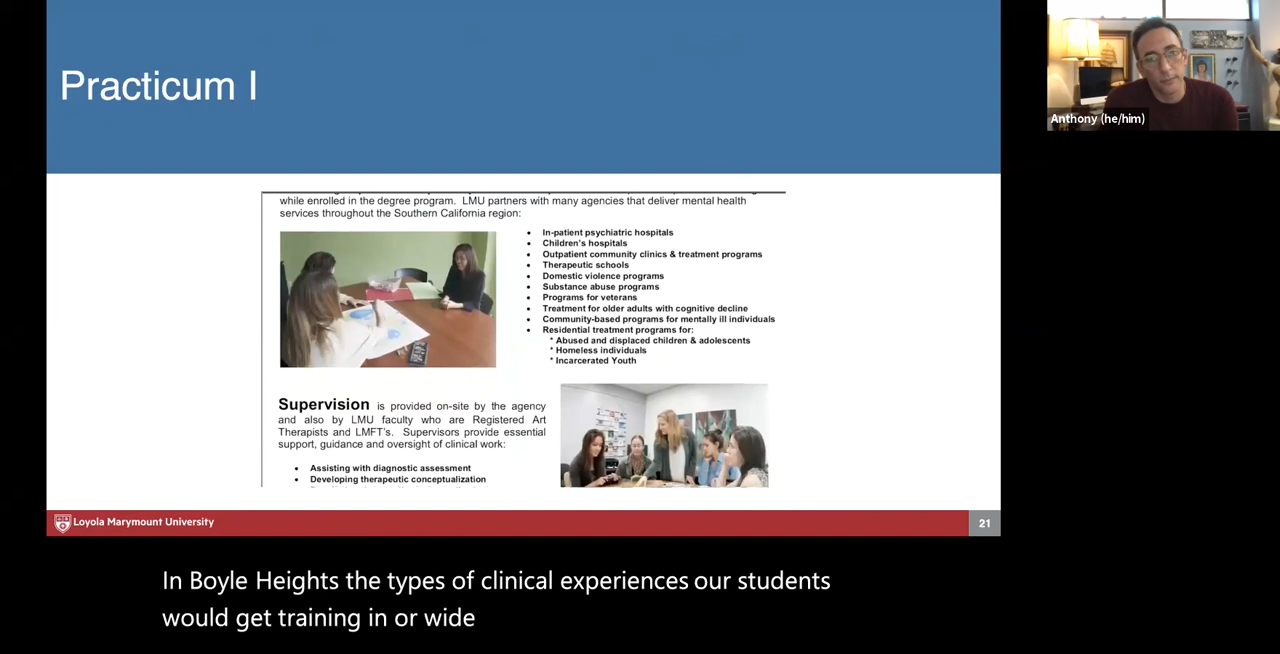 Practicum I
Anthony (he/him)
while enrolled in the degree program. LMU partners with many agencies that deliver mental health
services throughout the Southern California region:
• In-patient psychiatric hospitals
• Children's hospitals
• Outpatient community clinics & treatment programs
• Therapeutic schools
• Domestic violence programs
• Substance abuse programs
• Programs for veterans
• Treatment for older adults with cognitive decline
• Community-based programs for mentally ill individuals
• Residential treatment programs for:
* Abused and displaced children & adolescents
* Homeless individuals
* Incarcerated Youth
Supervision is provided on-site by the agency
and also by LMU faculty who are Registered Art
Therapists and LMFT's. Supervisors provide essential
support, guidance and oversight of clinical work:
• Assisting with diagnostic assessment
• Developing therapeutic conceptualization
Loyola Marymount University
21
In Boyle Heights the types of clinical experiences our students
would get training in or wide